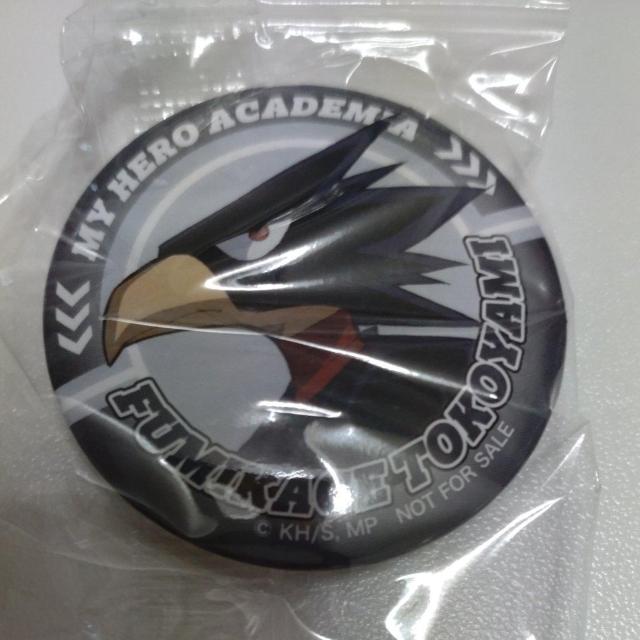 MY HERO ACADEMIA
FUMIKAGE TOKOYAMI
© KH/S, MP NOT FOR SALE